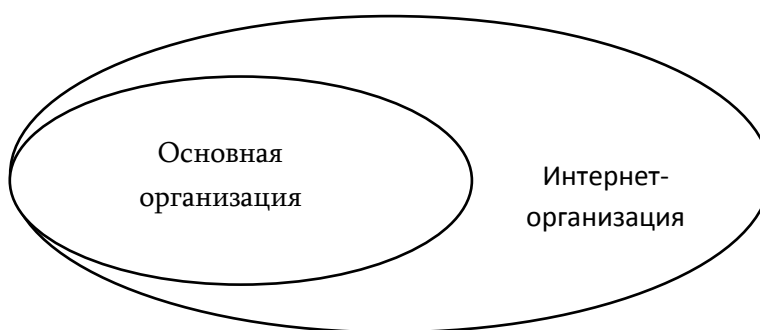 Основная
организация
Интернет-
организация